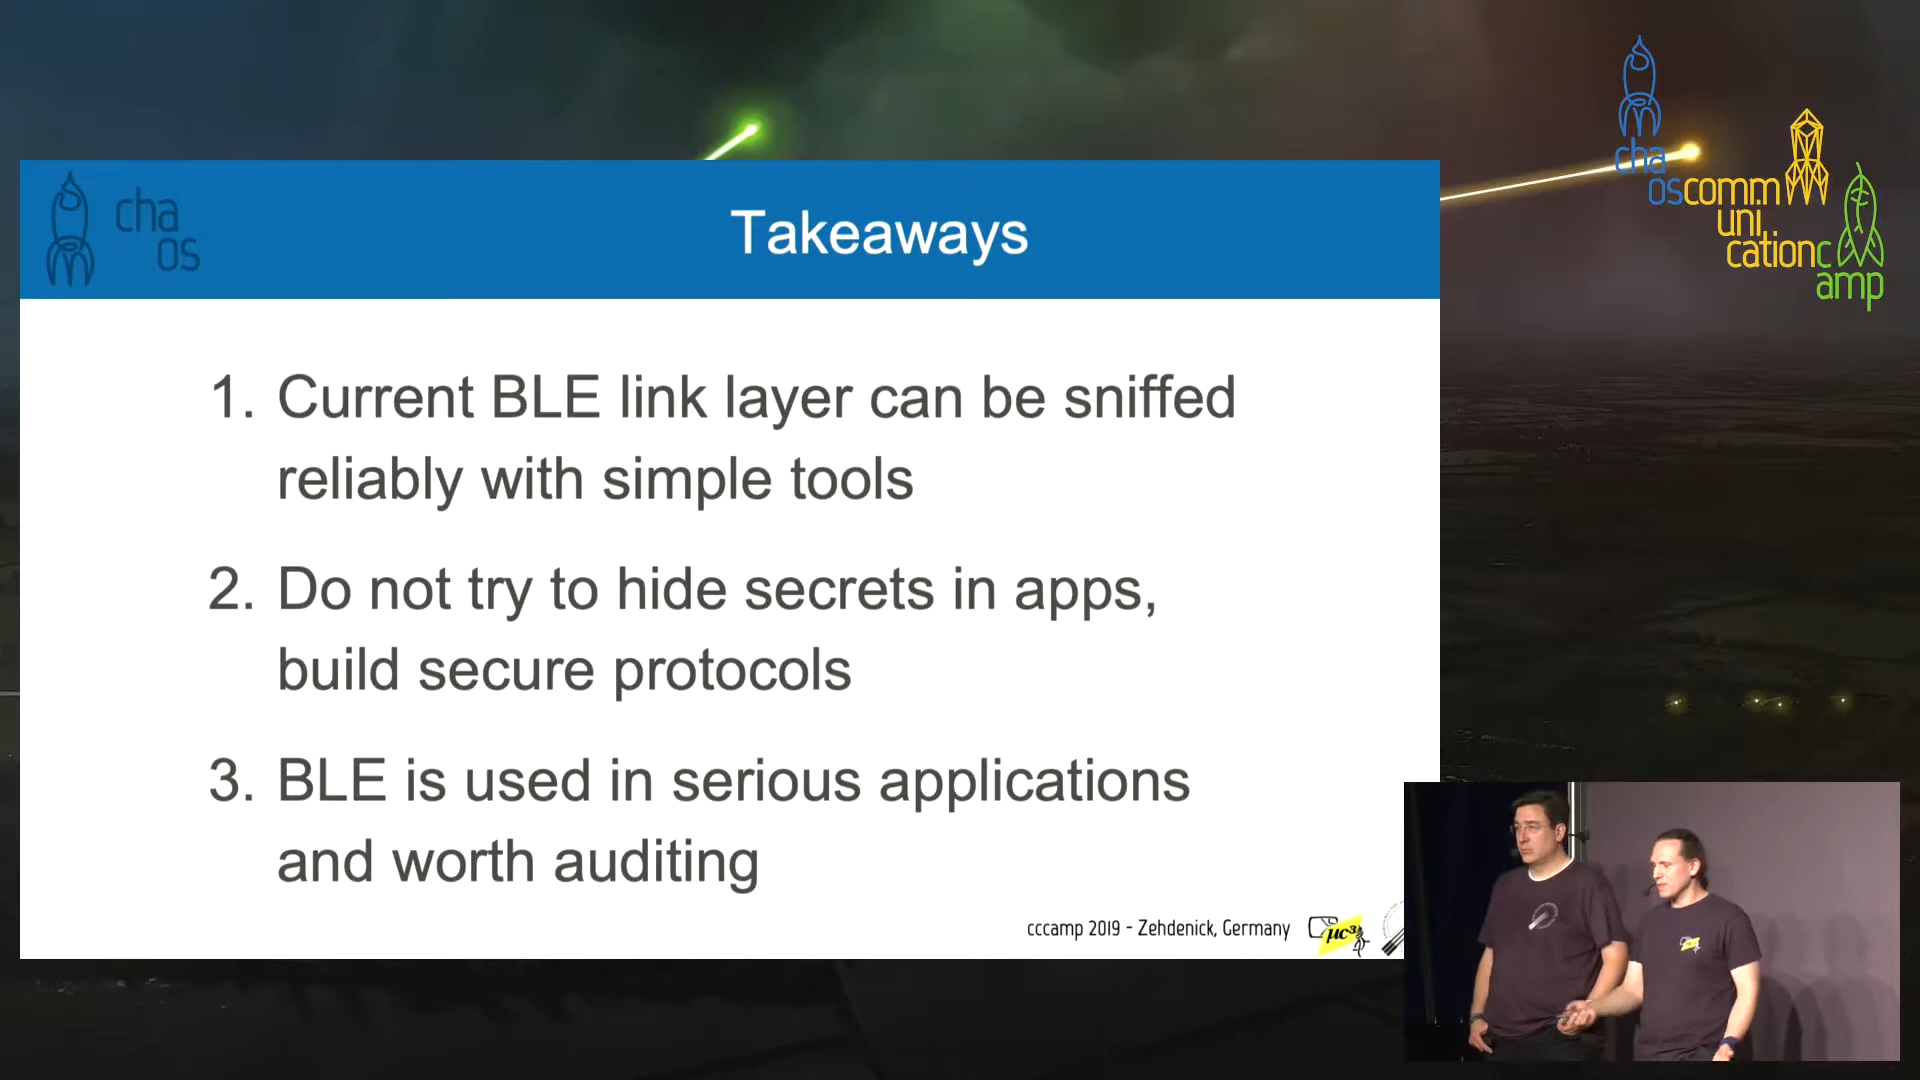 cha
os
Takeaways
1. Current BLE link layer can be sniffed
reliably with simple tools
2. Do not try to hide secrets in apps,
build secure protocols
3. BLE is used in serious applications
and worth auditing
cccamp 2019 - Zehdenick, Germany
µc³
cha
oscomm
uni
cationc
amp